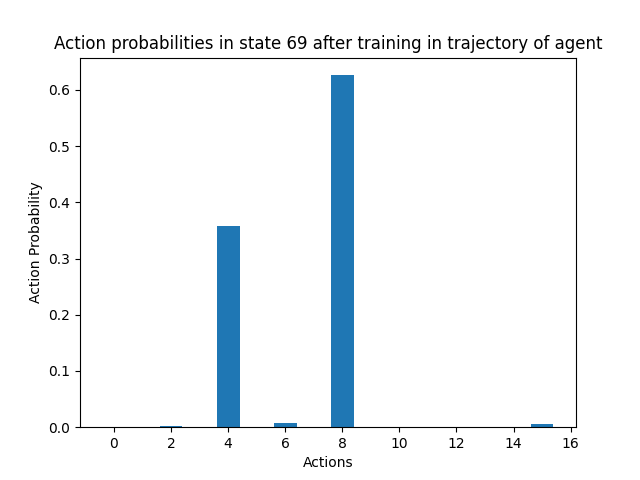 Action probabilities in state 69 after training in trajectory of agent
Action Probability
0.6
0.5
0.4
0.3
0.2
0.1
0.0
0 2 4 6 8 10 12 14 16
Actions